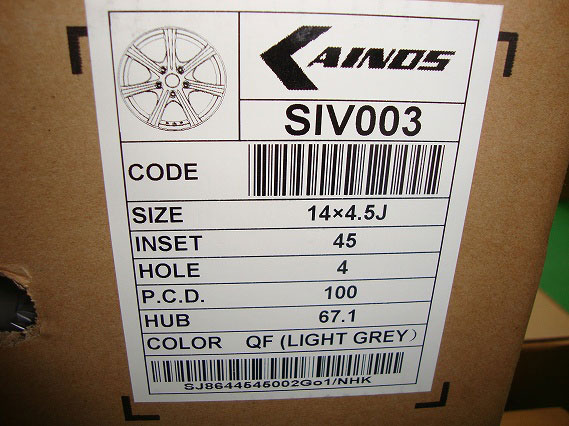 KAINOS
SIV003
CODE
SIZE 14×4.5J
INSET 45
HOLE 4
P.C.D. 100
HUB 67.1
COLOR QF (LIGHT GREY）
SJ8644545002Go1/NHK